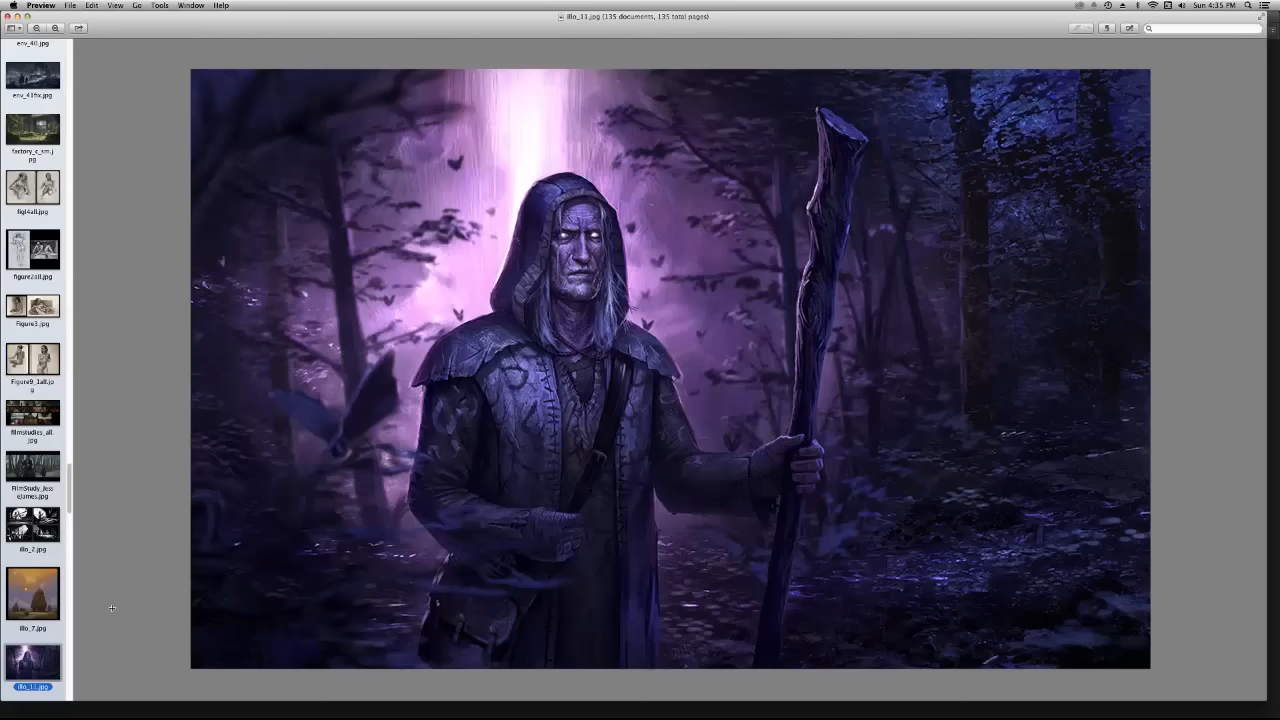 Preview File Edit View Go Tools Window Help
Sun 4:35 PM
illo_11.jpg (135 documents, 135 total pages)
env_40.jpg
env_41fix.jpg
factory_c_sm.j
pg
figl4all.jpg
figure2all.jpg
Figure3.jpg
Figure9_1all.jp
g
filmstudies_all.
jpg
FilmStudy_Jess
eJames.jpg
illo_2.jpg
illo_7.jpg
illo_11.jpg